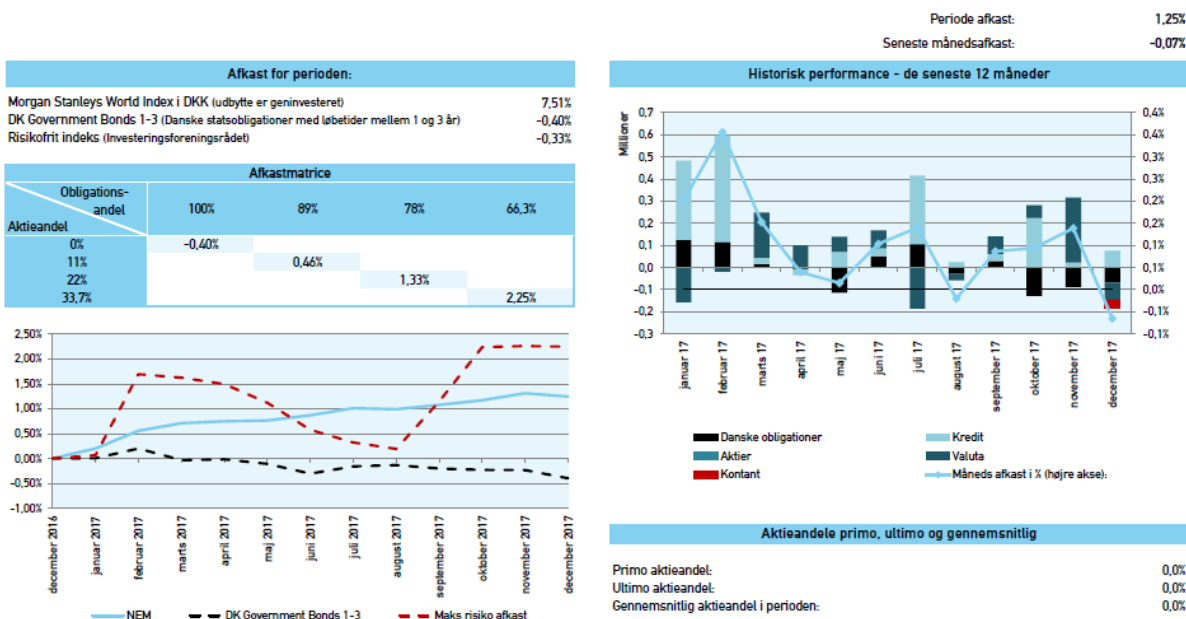 Periode afkast: 1,25%
Seneste månedsafkast: -0,07%
Afkast for perioden:
Morgan Stanleys World Index i DKK (udbytte er geninvesteret) 7,51%
DK Government Bonds 1-3 (Danske statsobligationer med løbetider mellem 1 og 3 år) -0,40%
Risikofrit indeks (Investeringsforeningsrådet) -0,33%
Afkastmatrice
Obligations-
andel 100% 89% 78% 66,3%
Aktieandel
0% -0,40%
11% 0,46%
22% 1,33%
33,7% 2,25%
2,50%
2,00%
1,50%
1,00%
0,50%
0,00%
-0,50%
-1,00%
december 2016
januar 2017
februar 2017
marts 2017
april 2017
maj 2017
juni 2017
juli 2017
august 2017
september 2017
oktober 2017
november 2017
december 2017
NEM DK Government Bonds 1-3 Maks risiko afkast
Historisk performance - de seneste 12 måneder
Millioner
0,7
0,6
0,5
0,4
0,3
0,2
0,1
0,0
-0,1
-0,2
-0,3
0,4%
0,4%
0,3%
0,3%
0,2%
0,2%
0,1%
0,1%
0,0%
-0,1%
-0,1%
januar 17
februar 17
marts 17
april 17
maj 17
juni 17
juli 17
august 17
september 17
oktober 17
november 17
december 17
Danske obligationer Kredit
Aktier Valuta
Kontant Måneds afkast i % (højre akse):
Aktieandele primo, ultimo og gennemsnitlig
Primo aktieandel: 0,0%
Ultimo aktieandel: 0,0%
Gennemsnitlig aktieandel i perioden: 0,0%